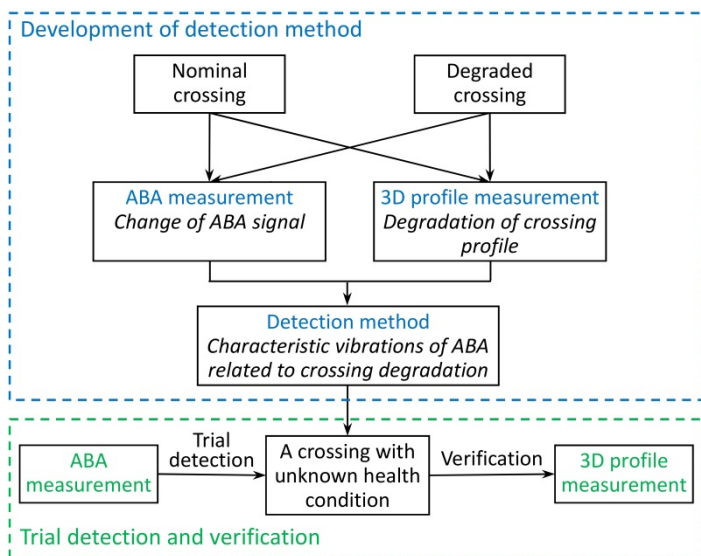 Development of detection method
Nominal
crossing
Degraded
crossing
ABA measurement
Change of ABA signal
3D profile measurement
Degradation of crossing
profile
Detection method
Characteristic vibrations of ABA
related to crossing degradation
ABA
measurement
Trial
detection
A crossing with
unknown health
condition
Verification
3D profile
measurement
Trial detection and verification